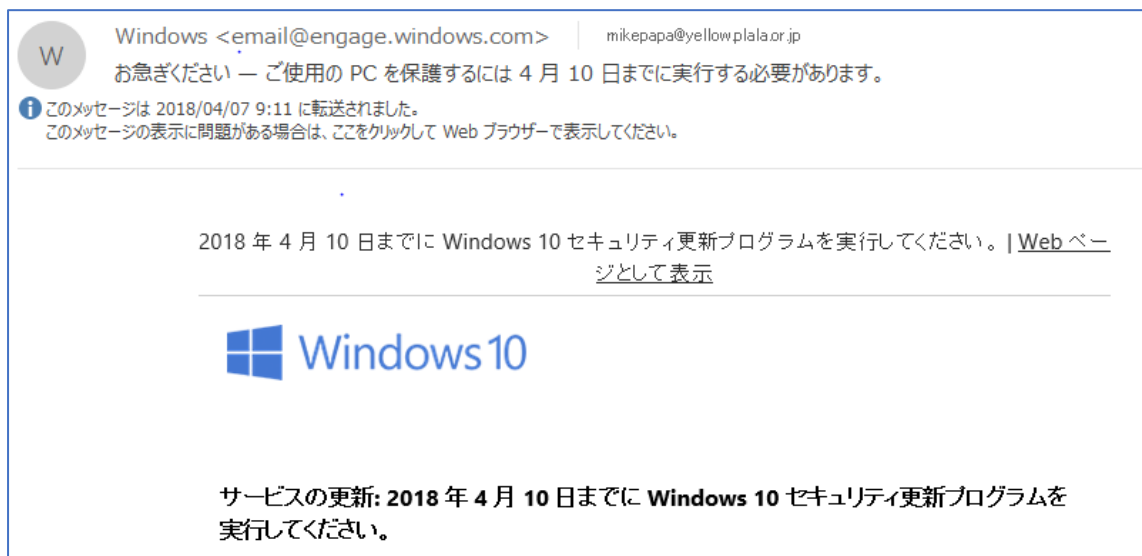 W
Windows <email@engage.windows.com>
mikepapa@yellow.plala.or.jp
お急ぎください — ご使用の PC を保護するには 4 月 10 日までに実行する必要があります。
このメッセージは 2018/04/07 9:11 に転送されました。
このメッセージの表示に問題がある場合は、ここをクリックして Web ブラウザーで表示してください。
2018 年 4 月 10 日までに Windows 10 セキュリティ更新プログラムを実行してください。 | Web ペー
ジとして表示
Windows 10
サービスの更新: 2018 年 4 月 10 日までに Windows 10 セキュリティ更新プログラムを
実行してください。